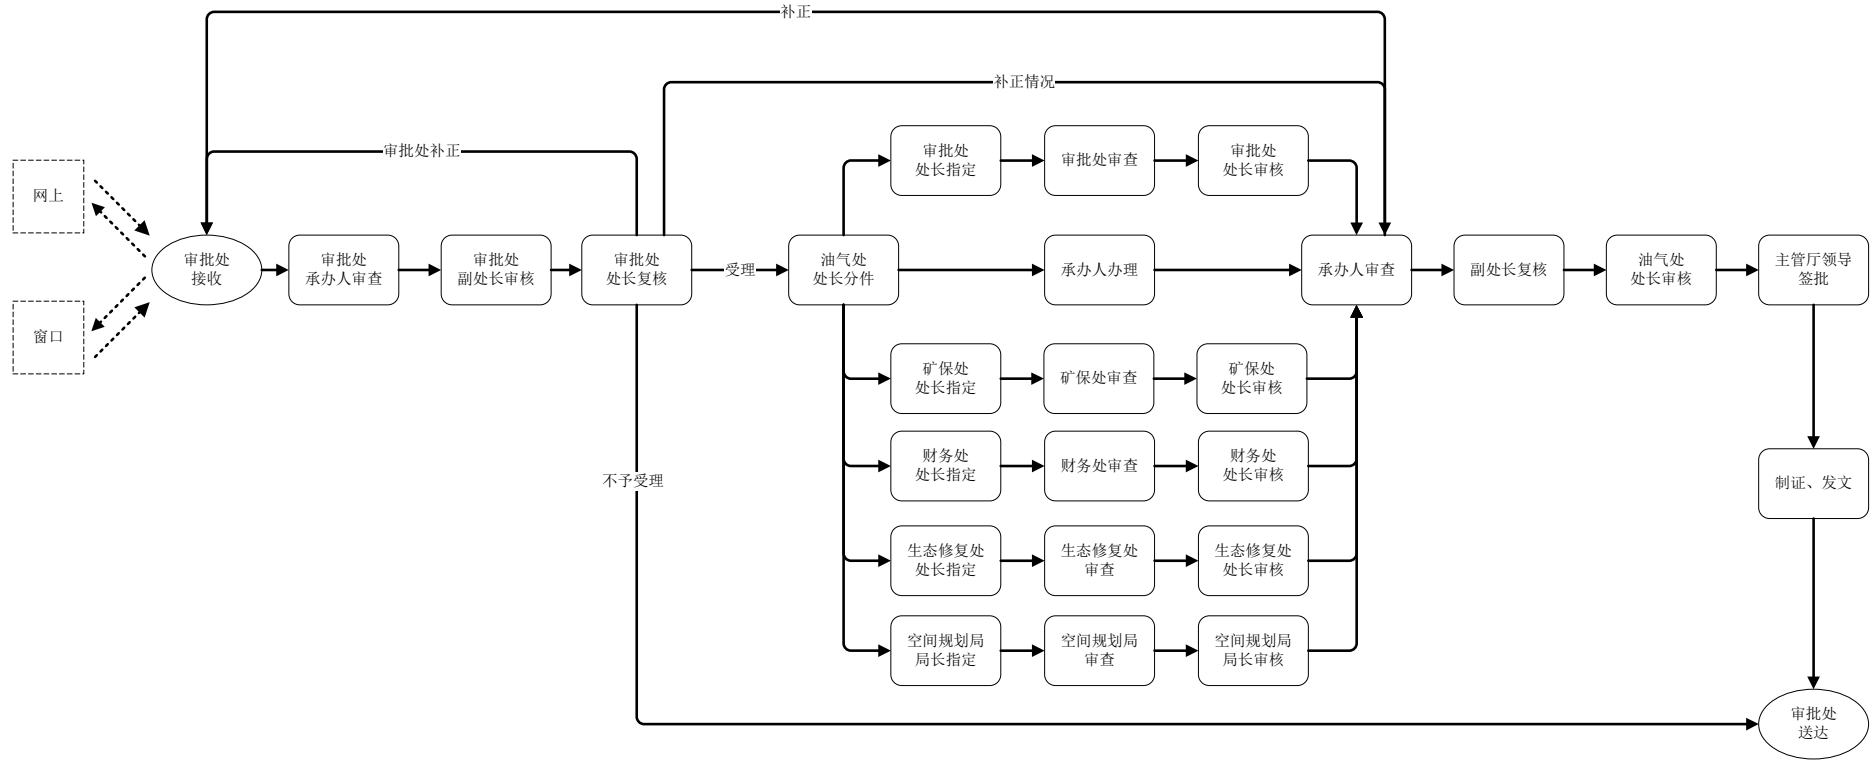 补正
补正情况
审批处补正
网上
窗口
审批处
接收
审批处
承办人审查
审批处
副处长审核
审批处
处长复核
受理
不予受理
油气处
处长分件
审批处
处长指定
审批处审查
审批处
处长审核
承办人办理
矿保处
处长指定
矿保处审查
矿保处
处长审核
财务处
处长指定
财务处审查
财务处
处长审核
生态修复处
处长指定
生态修复处
审查
生态修复处
处长审核
空间规划局
局长指定
空间规划局
审查
空间规划局
局长审核
承办人审查
副处长复核
油气处
处长审核
主管厅领导
签批
制证、发文
审批处
送达